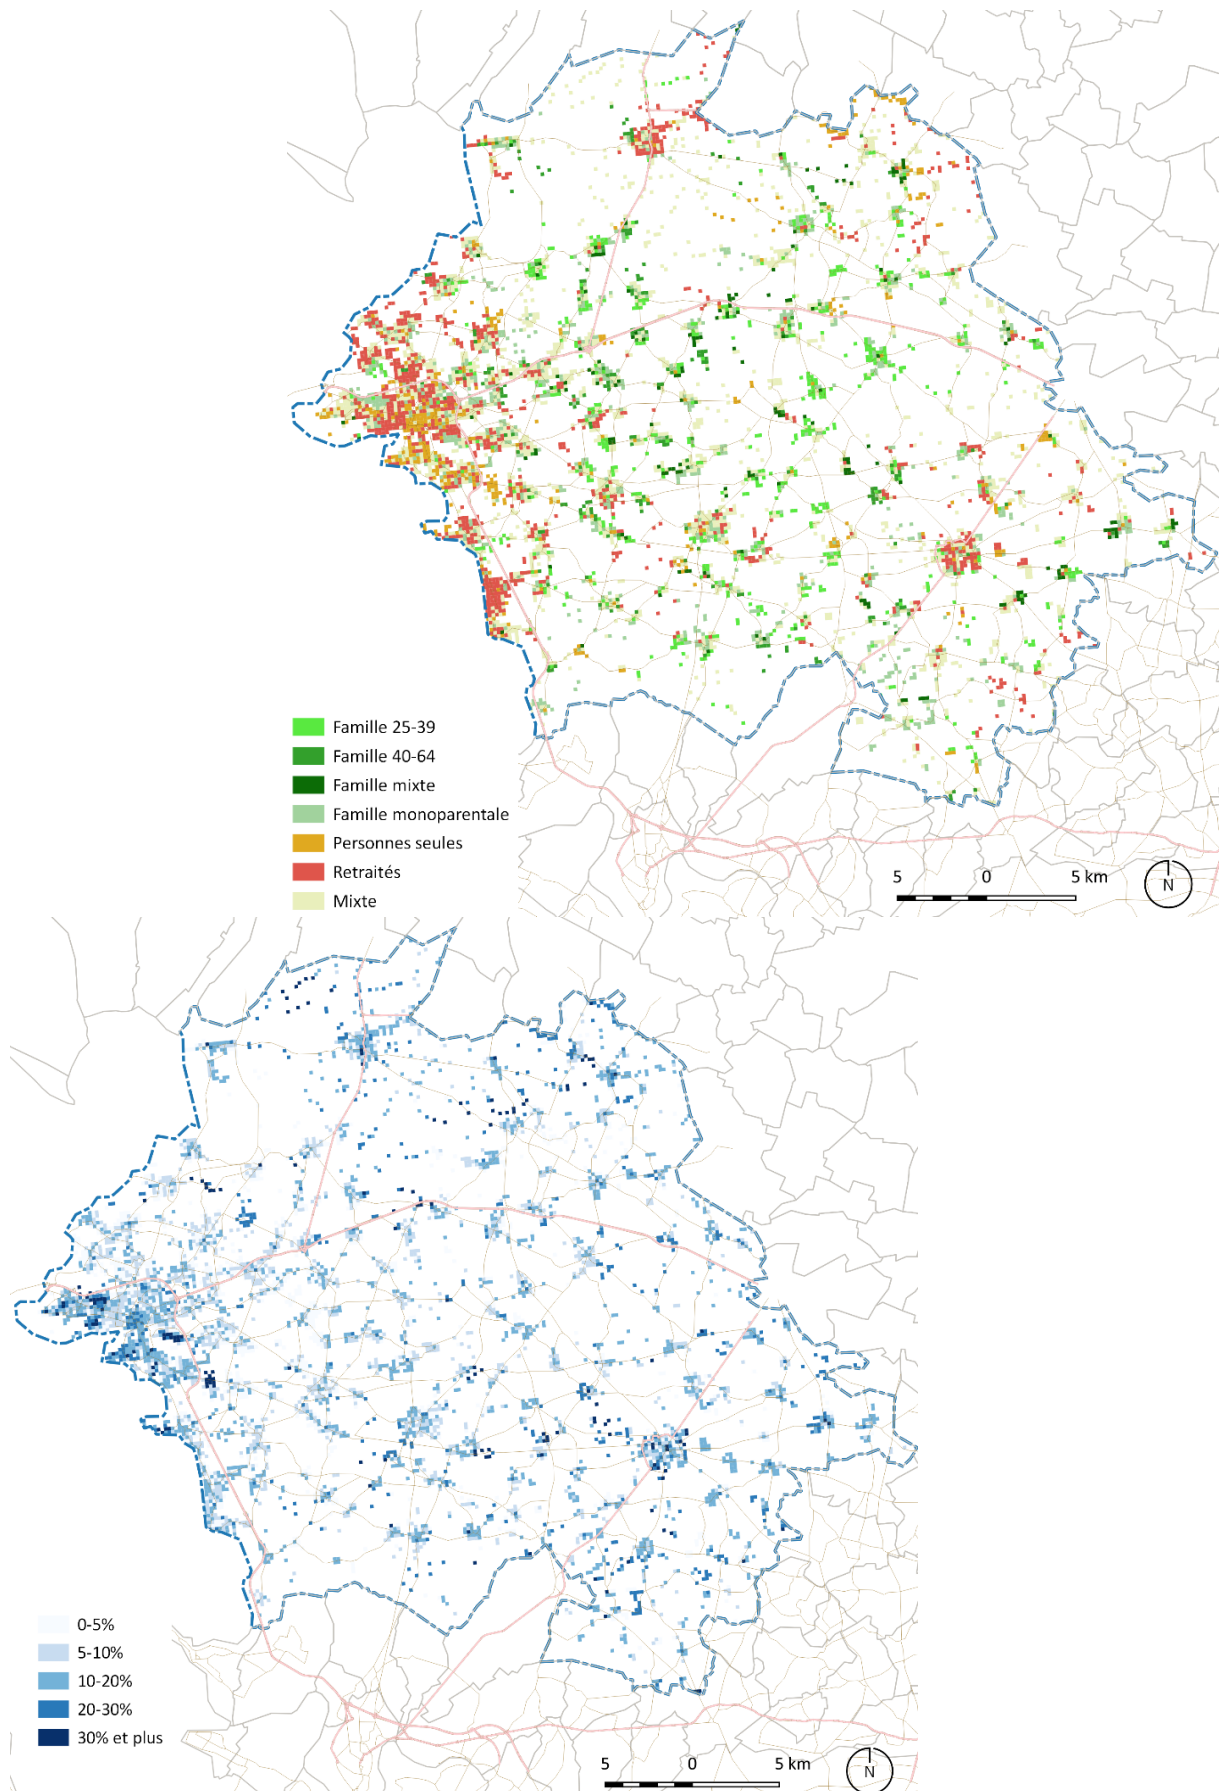 Famille 25-39
Famille 40-64
Famille mixte
Famille monoparentale
Personnes seules
Retraités
Mixte
5 0 5 km
N
0-5%
5-10%
10-20%
20-30%
30% et plus
5 0 5 km
N